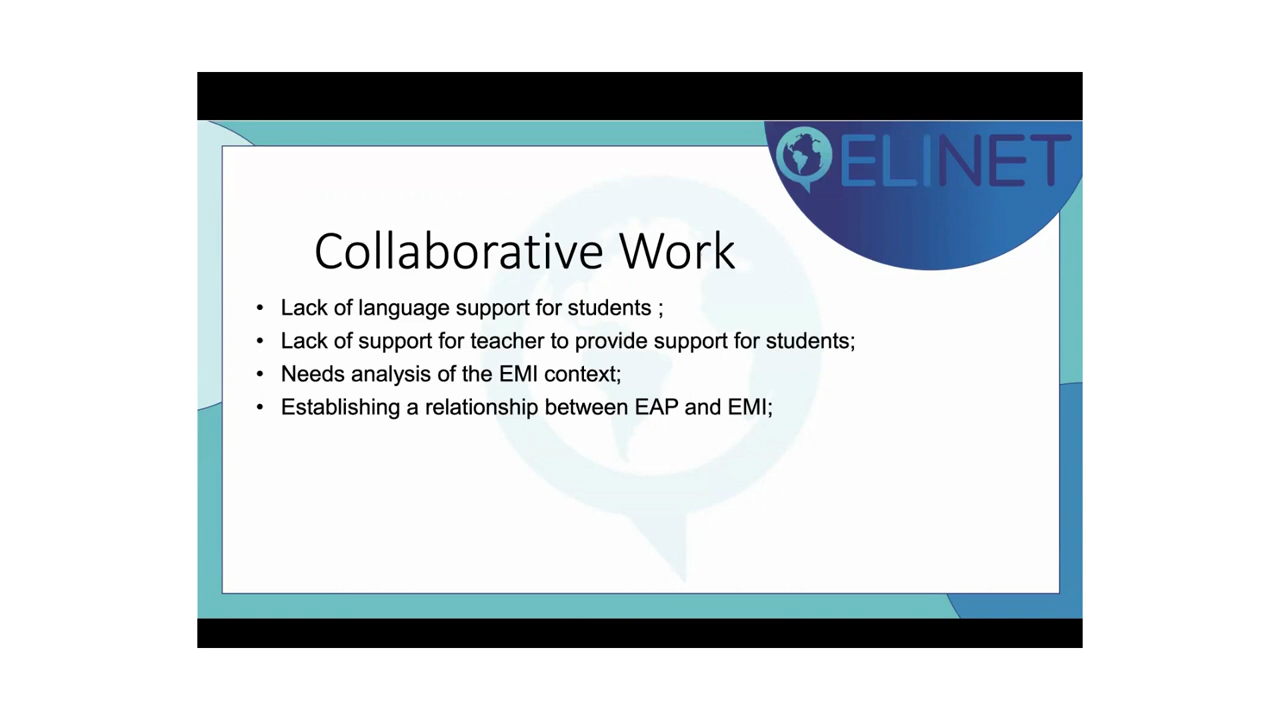 ELINET
Collaborative Work
• Lack of language support for students ;
• Lack of support for teacher to provide support for students;
• Needs analysis of the EMI context;
• Establishing a relationship between EAP and EMI;